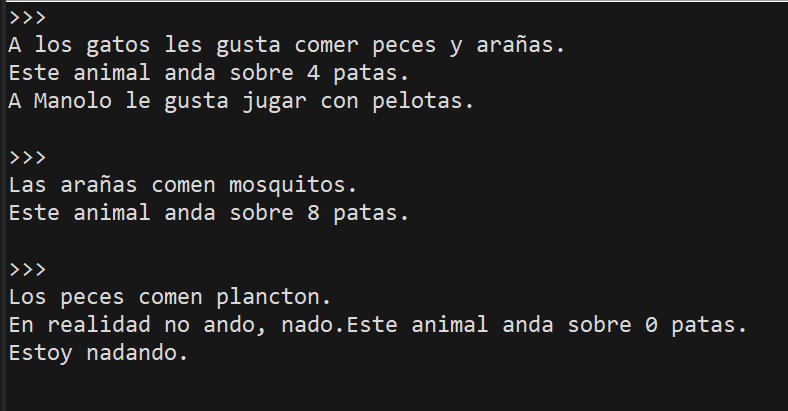 >>>
A los gatos les gusta comer peces y arañas.
Este animal anda sobre 4 patas.
A Manolo le gusta jugar con pelotas.
>>>
Las arañas comen mosquitos.
Este animal anda sobre 8 patas.
>>>
Los peces comen plancton.
En realidad no ando, nado.Este animal anda sobre 0 patas.
Estoy nadando.